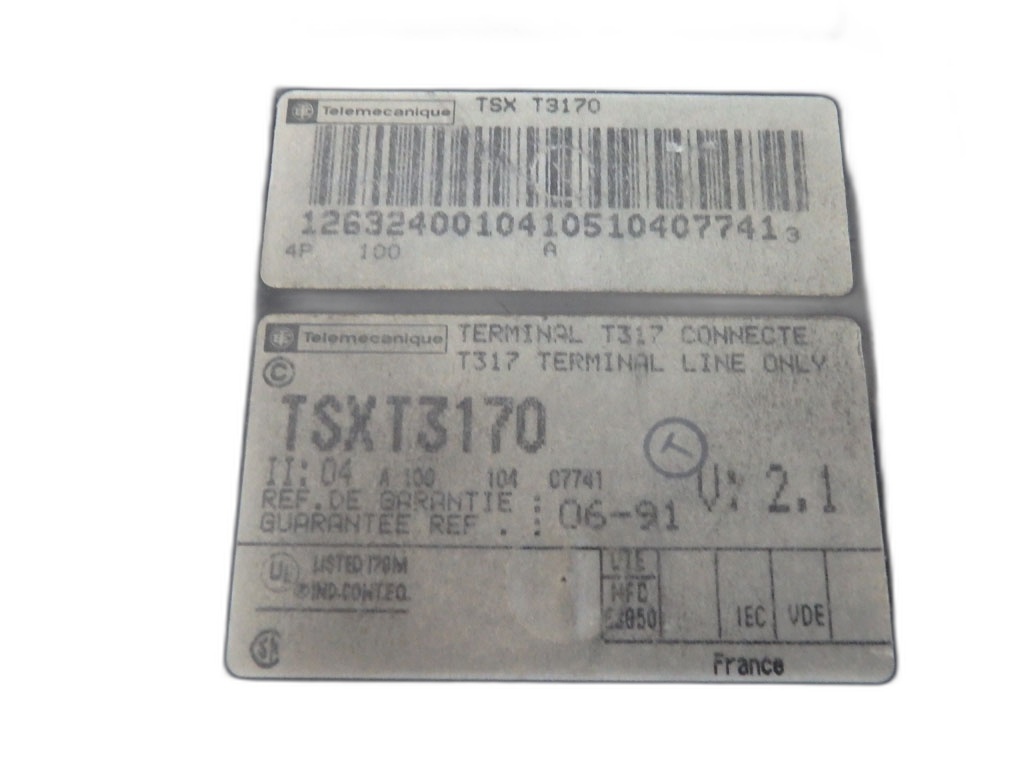 Telemecanique TSX T3170
12632400104105104077413
4P 100 A
Telemecanique TERMINAL T317 CONNECTE
T317 TERMINAL LINE ONLY
©
TSXT3170
II: 04 A 100 104 07741
V: 2.1
REF. DE GARANTIE :
GUARANTEE REF . : 06-91
UL LISTED 170M
IND.CONT.EQ.
UTE
NFC
IEC VDE
France